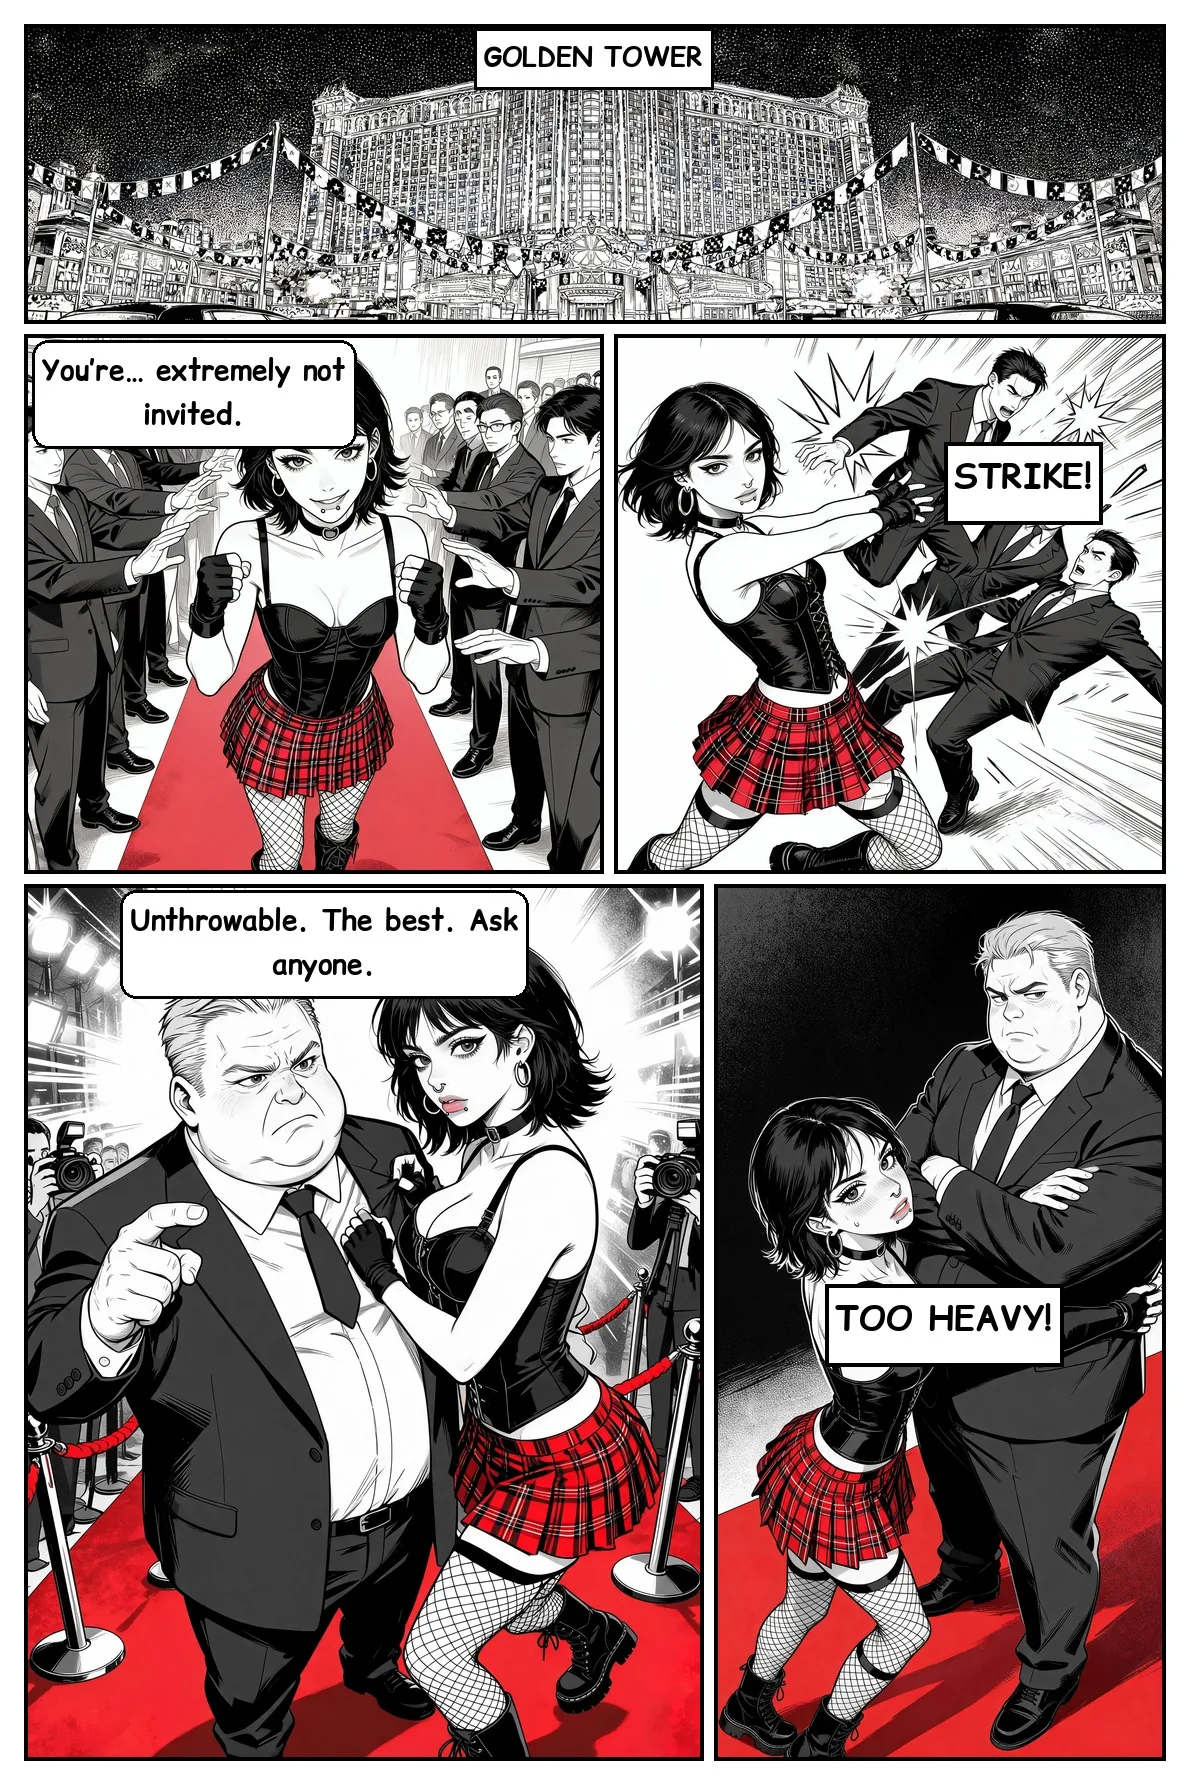 GOLDEN TOWER
You're... extremely not
invited.
STRIKE!
Unthrowable. The best. Ask
anyone.
TOO HEAVY!